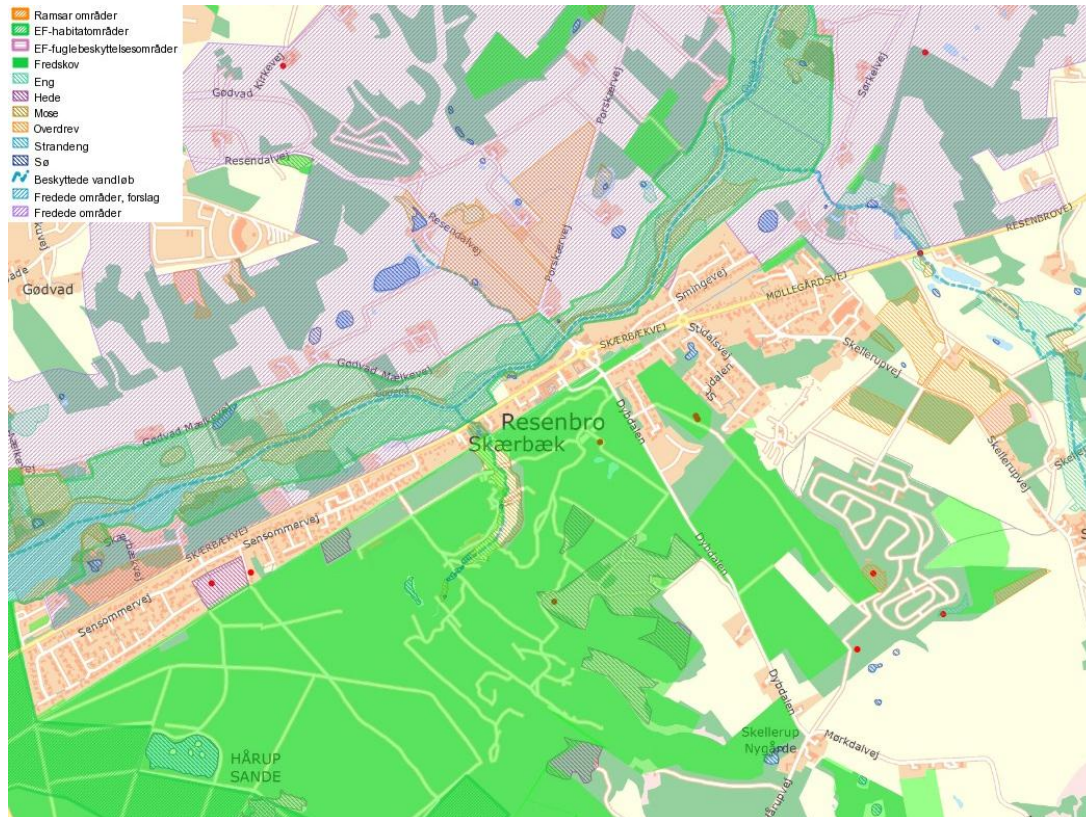 Ramsar områder
EF-habitatområder
EF-fuglebeskyttelsesområder
Fredskov
Eng
Hede
Mose
Overdrev
Strandeng
Sø
Beskyttede vandløb
Fredede områder, forslag
Fredede områder
Kirkevej
Gødvad
Porskærvej
Sørkelvej
Resendalvej
Resendalvej
Porskærvej
RESENBROVEJ
Gødvad
Smingevej
MØLLEGÅRDSVEJ
SKÆRBÆKVEJ
Stidalsvej
Skellerupvej
Gødvad Mælkevej
Dybdalen
Resenbro
Skærbæk
Gødvad Mælkevej
Skellerupvej
SKÆRBÆKVEJ
Sensommervej
Dybdalen
Sensommervej
Dybdalen
Skellerup
Nygårde
Mørkdalvej
HÅRUP
SANDE